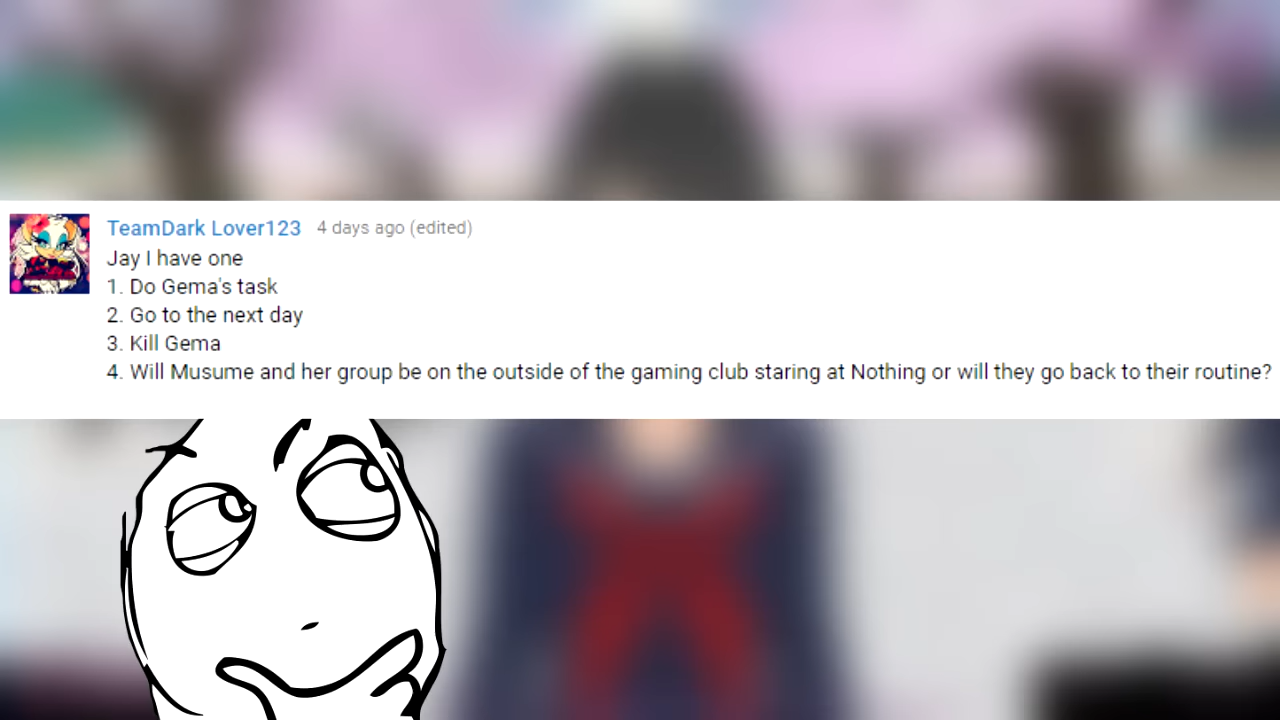 TeamDark Lover123 4 days ago (edited)
Jay I have one
1. Do Gema's task
2. Go to the next day
3. Kill Gema
4. Will Musume and her group be on the outside of the gaming club staring at Nothing or will they go back to their routine?